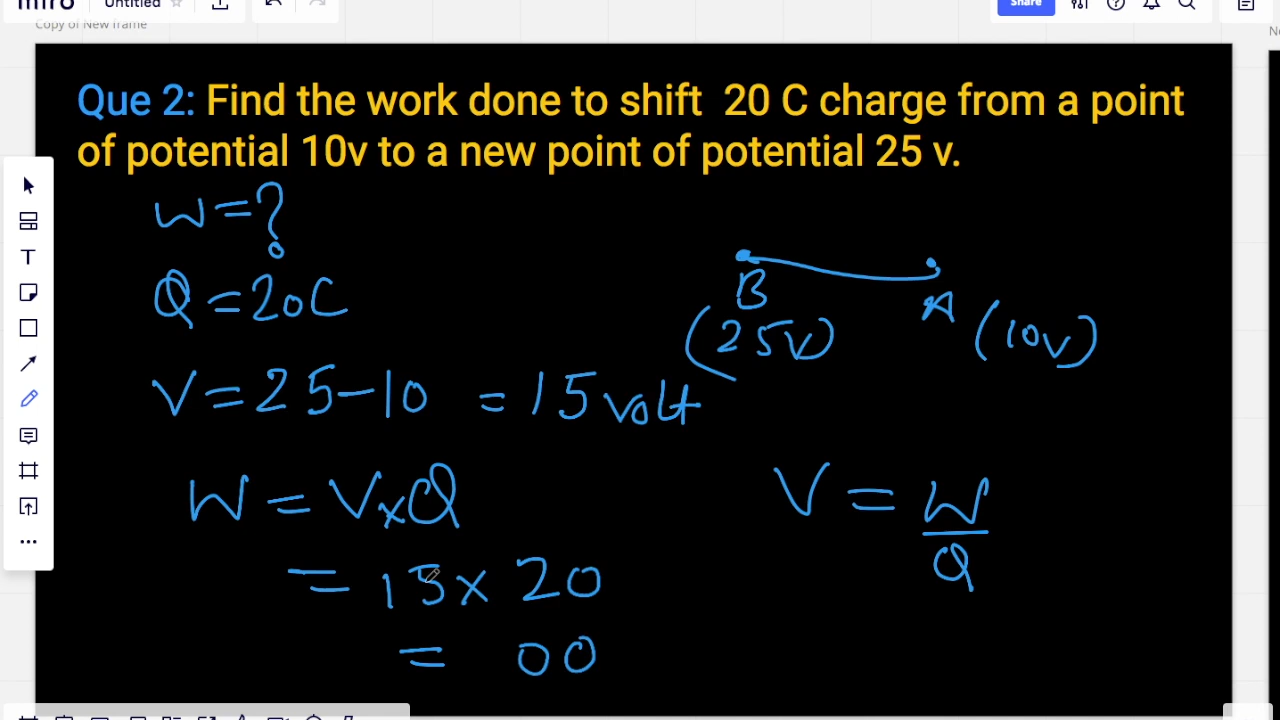 miro Untitled Share
Copy of New frame
Que 2: Find the work done to shift 20 C charge from a point
of potential 10v to a new point of potential 25 v.
W = ?
Q = 20C
B A
(25V) (10V)
V = 25-10 = 15 volt
W = V×Q
V = W/Q
= 15 × 20
= 00